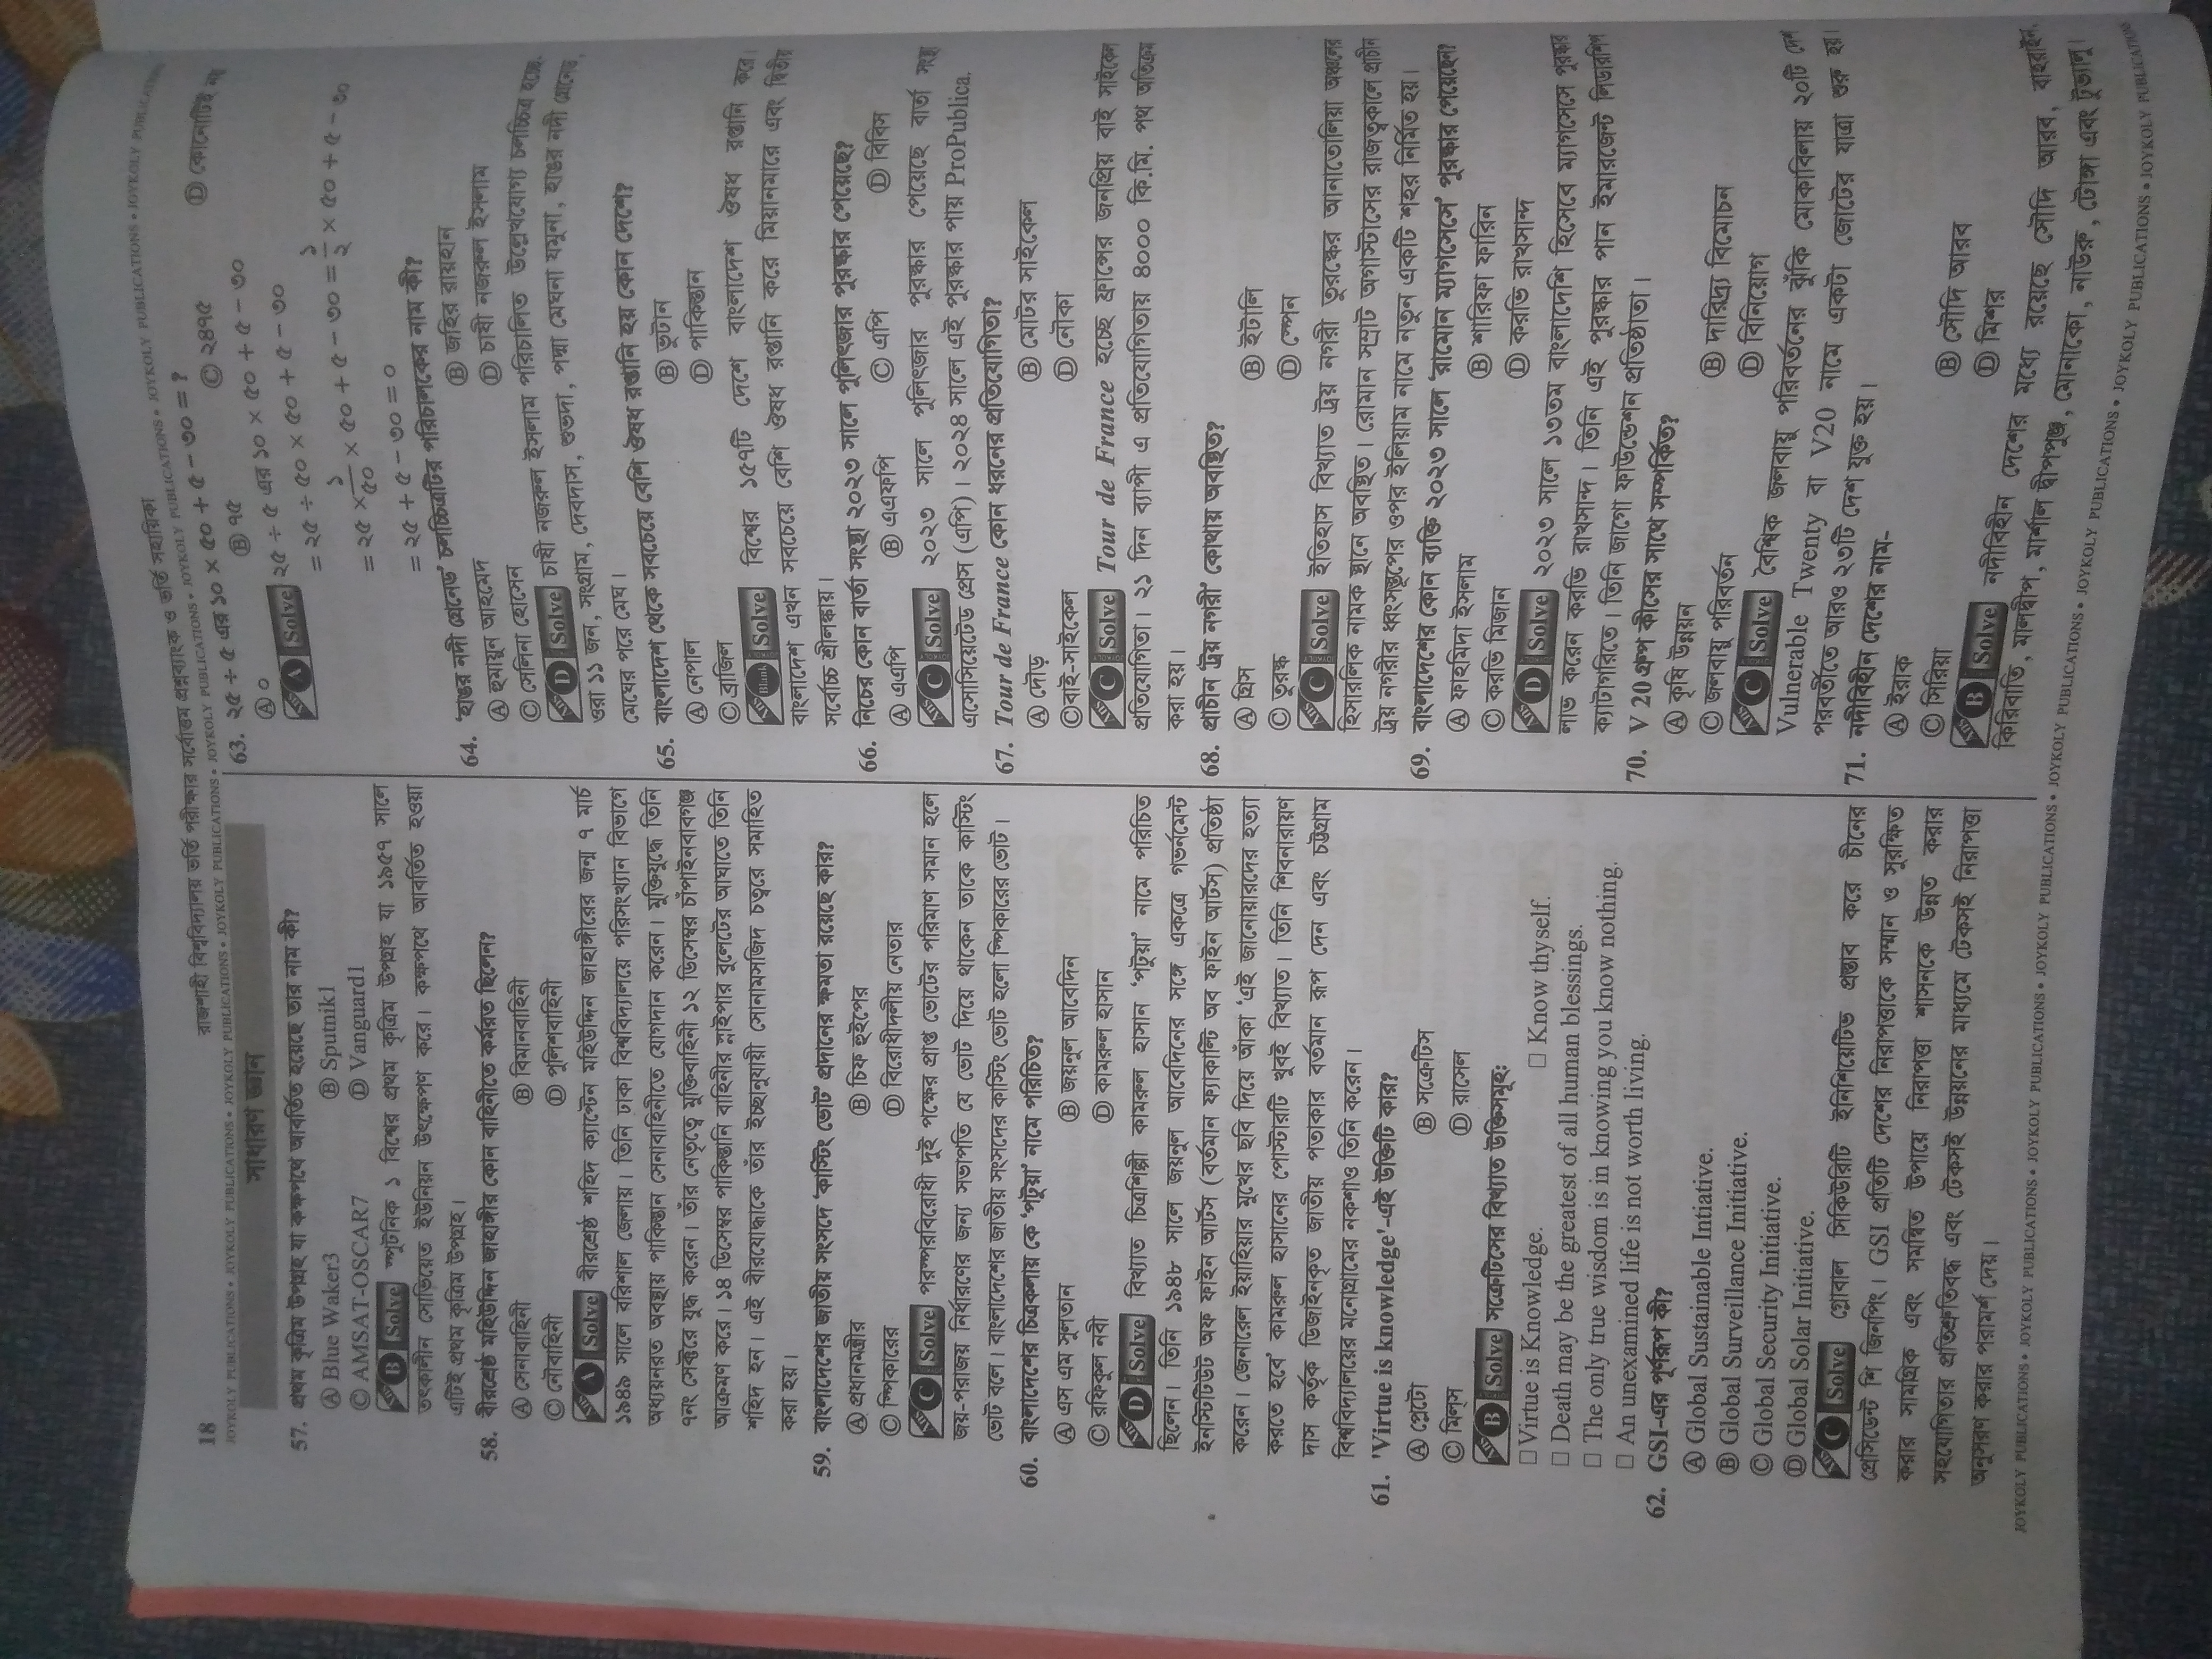 18
রাজশাহী বিশ্ববিদ্যালয় ভর্তি পরীক্ষার সর্বোত্তম প্রশ্নব্যাংক ও ভর্তি সহায়িকা
JOYKOLY PUBLICATIONS • JOYKOLY PUBLICATIONS • JOYKOLY PUBLICATIONS • JOYKOLY PUBLICATIONS • JOYKOLY PUBLICATIONS • JOYKOLY PUBLICATIONS • JOYKOLY PUBLICATIONS • JOYKOLY PUBLICATIONS
সাধারণ জ্ঞান
57. প্রথম কৃত্রিম উপগ্রহ যা কক্ষপথে আবর্তিত হয়েছে তার নাম কী?
Ⓐ Blue Waker3 Ⓑ Sputnik1
Ⓒ AMSAT-OSCAR7 Ⓓ Vanguard1
Ans B Solve স্পুটনিক ১ বিশ্বের প্রথম কৃত্রিম উপগ্রহ যা ১৯৫৭ সালে
তৎকালীন সোভিয়েত ইউনিয়ন উৎক্ষেপণ করে। কক্ষপথে আবর্তিত হওয়া
এটিই প্রথম কৃত্রিম উপগ্রহ।
58. বীরশ্রেষ্ঠ মহিউদ্দিন জাহাঙ্গীর কোন বাহিনীতে কর্মরত ছিলেন?
Ⓐ সেনাবাহিনী Ⓑ বিমানবাহিনী
Ⓒ নৌবাহিনী Ⓓ পুলিশবাহিনী
Ans A Solve বীরশ্রেষ্ঠ শহিদ ক্যাপ্টেন মহিউদ্দিন জাহাঙ্গীরের জন্ম ৭ মার্চ
১৯৪৯ সালে বরিশাল জেলায়। তিনি ঢাকা বিশ্ববিদ্যালয়ে পরিসংখ্যান বিভাগে
অধ্যয়নরত অবস্থায় পাকিস্তান সেনাবাহিনীতে যোগদান করেন। মুক্তিযুদ্ধে তিনি
৭নং সেক্টরে যুদ্ধ করেন। তাঁর নেতৃত্বে মুক্তিবাহিনী ১২ ডিসেম্বর চাঁপাইনবাবগঞ্জ
আক্রমণ করে। ১৪ ডিসেম্বর পাকিস্তানি বাহিনীর স্নাইপার বুলেটের আঘাতে তিনি
শহিদ হন। এই বীরযোদ্ধাকে তাঁর ইচ্ছানুযায়ী সোনামসজিদ চত্বরে সমাহিত
করা হয়।
59. বাংলাদেশের জাতীয় সংসদে ‘কাস্টিং ভোট’ প্রদানের ক্ষমতা রয়েছে কার?
Ⓐ প্রধানমন্ত্রীর Ⓑ চিফ হুইপের
Ⓒ স্পিকারের Ⓓ বিরোধীদলীয় নেতার
Ans C Solve পরস্পরবিরোধী দুই পক্ষের প্রাপ্ত ভোটের পরিমাণ সমান হলে
জয়-পরাজয় নির্ধারণের জন্য সভাপতি যে ভোট দিয়ে থাকেন তাকে কাস্টিং
ভোট বলে। বাংলাদেশের জাতীয় সংসদের কাস্টিং ভোট হলো স্পিকারের ভোট।
60. বাংলাদেশের চিত্রকলায় কে ‘পটুয়া’ নামে পরিচিত?
Ⓐ এস এম সুলতান Ⓑ জয়নুল আবেদিন
Ⓒ রফিকুল নবী Ⓓ কামরুল হাসান
Ans D Solve বিখ্যাত চিত্রশিল্পী কামরুল হাসান ‘পটুয়া’ নামে পরিচিত
ছিলেন। তিনি ১৯৪৮ সালে জয়নুল আবেদিনের সঙ্গে একত্রে গভর্নমেন্ট
ইনস্টিটিউট অফ ফাইন আর্টস (বর্তমান ফ্যাকাল্টি অব ফাইন আর্টস) প্রতিষ্ঠা
করেন। জেনারেল ইয়াহিয়ার মুখের ছবি দিয়ে আঁকা ‘এই জানোয়ারদের হত্যা
করতে হবে’ কামরুল হাসানের পোস্টারটি খুবই বিখ্যাত। তিনি শিবনারায়ণ
দাস কর্তৃক ডিজাইনকৃত জাতীয় পতাকার বর্তমান রূপ দেন এবং চট্টগ্রাম
বিশ্ববিদ্যালয়ের মনোগ্রামের নকশাও তিনি করেন।
61. 'Virtue is knowledge'-এই উক্তিটি কার?
Ⓐ প্লেটো Ⓑ সক্রেটিস
Ⓒ মিল্‌স Ⓓ রাসেল
Ans B Solve সক্রেটিসের বিখ্যাত উক্তিসমূহ:
□ Virtue is Knowledge. □ Know thyself.
□ Death may be the greatest of all human blessings.
□ The only true wisdom is in knowing you know nothing.
□ An unexamined life is not worth living.
62. GSI-এর পূর্ণরূপ কী?
Ⓐ Global Sustainable Intiative.
Ⓑ Global Surveillance Initiative.
Ⓒ Global Security Initiative.
Ⓓ Global Solar Initiative.
Ans C Solve গ্লোবাল সিকিউরিটি ইনিশিয়েটিভ প্রস্তাব করে চীনের
প্রেসিডেন্ট শি জিনপিং। GSI প্রতিটি দেশের নিরাপত্তাকে সম্মান ও সুরক্ষিত
করার সামগ্রিক এবং সমন্বিত উপায়ে নিরাপত্তা শাসনকে উন্নত করার
সহযোগিতার প্রতিশ্রুতিবদ্ধ এবং টেকসই উন্নয়নের মাধ্যমে টেকসই নিরাপত্তা
অনুসরণ করার পরামর্শ দেয়।
63. ২৫ ÷ ৫ এর ১০ × ৫০ + ৫ − ৩০ = ?
Ⓐ ০ Ⓑ ৭৫ Ⓒ ২৪৭৫ Ⓓ কোনোটিই নয়
Ans A Solve ২৫ ÷ ৫ এর ১০ × ৫০ + ৫ − ৩০
= ২৫ ÷ ৫০ × ৫০ + ৫ − ৩০
= ২৫ × ১/৫০ × ৫০ + ৫ − ৩০ = ১/২ × ৫০ + ৫ − ৩০
= ২৫ + ৫ − ৩০ = ০
64. ‘হাঙর নদী গ্রেনেড’ চলচ্চিত্রটির পরিচালকের নাম কী?
Ⓐ হুমায়ুন আহমেদ Ⓑ জহির রায়হান
Ⓒ সেলিনা হোসেন Ⓓ চাষী নজরুল ইসলাম
Ans D Solve চাষী নজরুল ইসলাম পরিচালিত উল্লেখযোগ্য চলচ্চিত্র হচ্ছে-
ওরা ১১ জন, সংগ্রাম, দেবদাস, শুভদা, পদ্মা মেঘনা যমুনা, হাঙর নদী গ্রেনেড,
মেঘের পরে মেঘ।
65. বাংলাদেশ থেকে সবচেয়ে বেশি ঔষধ রপ্তানি হয় কোন দেশে?
Ⓐ নেপাল Ⓑ ভুটান
Ⓒ ব্রাজিল Ⓓ পাকিস্তান
Ans Blank Solve বিশ্বের ১৫৭টি দেশে বাংলাদেশ ঔষধ রপ্তানি করে।
বাংলাদেশ এখন সবচেয়ে বেশি ঔষধ রপ্তানি করে মিয়ানমারে এবং দ্বিতীয়
সর্বোচ্চ শ্রীলঙ্কায়।
66. নিচের কোন বার্তা সংস্থা ২০২৩ সালে পুলিৎজার পুরস্কার পেয়েছে?
Ⓐ এএপি Ⓑ এএফপি Ⓒ এপি Ⓓ বিবিস
Ans C Solve ২০২৩ সালে পুলিৎজার পুরস্কার পেয়েছে বার্তা সংস্থা
এসোসিয়েটেড প্রেস (এপি)। ২০২৪ সালে এই পুরস্কার পায় ProPublica.
67. Tour de France কোন ধরনের প্রতিযোগিতা?
Ⓐ দৌড় Ⓑ মোটর সাইকেল
Ⓒ বাই-সাইকেল Ⓓ নৌকা
Ans C Solve Tour de France হচ্ছে ফ্রান্সের জনপ্রিয় বাই সাইকেল
প্রতিযোগিতা। ২১ দিন ব্যাপী এ প্রতিযোগিতায় ৪০০০ কি.মি. পথ অতিক্রম
করা হয়।
68. প্রাচীন ‘ট্রয় নগরী’ কোথায় অবস্থিত?
Ⓐ গ্রিস Ⓑ ইটালি
Ⓒ তুরস্ক Ⓓ স্পেন
Ans C Solve ইতিহাস বিখ্যাত ট্রয় নগরী তুরস্কের আনাতোলিয়া অঞ্চলের
হিসারলিক নামক স্থানে অবস্থিত। রোমান সম্রাট অগাস্টাসের রাজত্বকালে প্রাচীন
ট্রয় নগরীর ধ্বংসস্তূপের ওপর ইলিয়াম নামে নতুন একটি শহর নির্মিত হয়।
69. বাংলাদেশের কোন ব্যক্তি ২০২৩ সালে ‘রামোন ম্যাগসেসে’ পুরস্কার পেয়েছেন?
Ⓐ ফাহমিদা ইসলাম Ⓑ শারিফা ফারিন
Ⓒ করভি মিজান Ⓓ করভি রাখসান্দ
Ans D Solve ২০২৩ সালে ১৩তম বাংলাদেশি হিসেবে ম্যাগসেসে পুরস্কার
লাভ করেন করভি রাখসান্দ। তিনি এই পুরস্কার পান ইমারজেন্ট লিডারশিপ
ক্যাটাগরিতে। তিনি জাগো ফাউন্ডেশন প্রতিষ্ঠাতা।
70. V 20 গ্রুপ কীসের সাথে সম্পর্কিত?
Ⓐ কৃষি উন্নয়ন Ⓑ দারিদ্র্য বিমোচন
Ⓒ জলবায়ু পরিবর্তন Ⓓ বিনিয়োগ
Ans C Solve বৈশ্বিক জলবায়ু পরিবর্তনের ঝুঁকি মোকাবিলায় ২০টি দেশ
Vulnerable Twenty বা V20 নামে একটা জোটের যাত্রা শুরু হয়।
পরবর্তীতে আরও ২৩টি দেশ যুক্ত হয়।
71. নদীবিহীন দেশের নাম-
Ⓐ ইরাক Ⓑ সৌদি আরব
Ⓒ সিরিয়া Ⓓ মিশর
Ans B Solve নদীবিহীন দেশের মধ্যে রয়েছে সৌদি আরব, বাহরাইন,
কিরিবাতি, মালদ্বীপ, মার্শাল দ্বীপপুঞ্জ, মোনাকো, নাউরু, টোঙ্গা এবং টুভ্যালু।
JOYKOLY PUBLICATIONS • JOYKOLY PUBLICATIONS • JOYKOLY PUBLICATIONS • JOYKOLY PUBLICATIONS • JOYKOLY PUBLICATIONS • JOYKOLY PUBLICATIONS • JOYKOLY PUBLICATIONS • JOYKOLY PUBLICATIONS